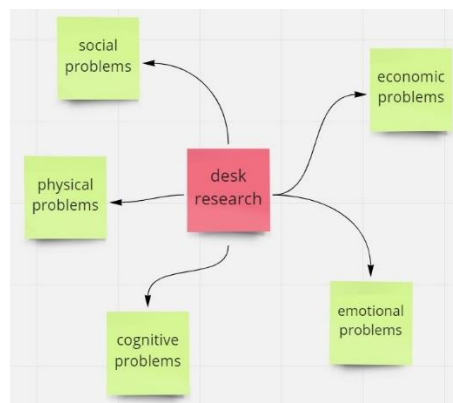 social
problems
economic
problems
desk
research
physical
problems
emotional
problems
cognitive
problems